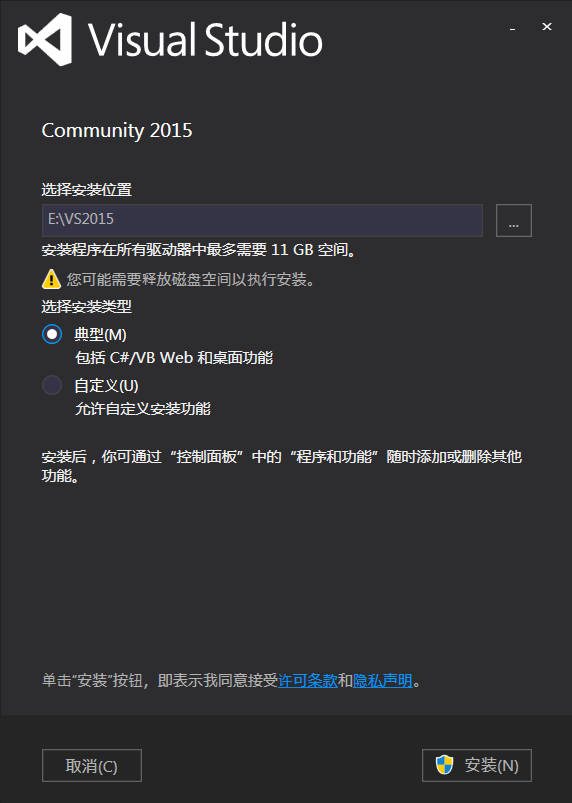 Visual Studio
Community 2015
选择安装位置
E:\VS2015
...
安装程序在所有驱动器中最多需要 11 GB 空间。
您可能需要释放磁盘空间以执行安装。
选择安装类型
典型(M)
包括 C#/VB Web 和桌面功能
自定义(U)
允许自定义安装功能
安装后，你可通过“控制面板”中的“程序和功能”随时添加或删除其他
功能。
单击“安装”按钮，即表示我同意接受许可条款和隐私声明。
取消(C)
安装(N)